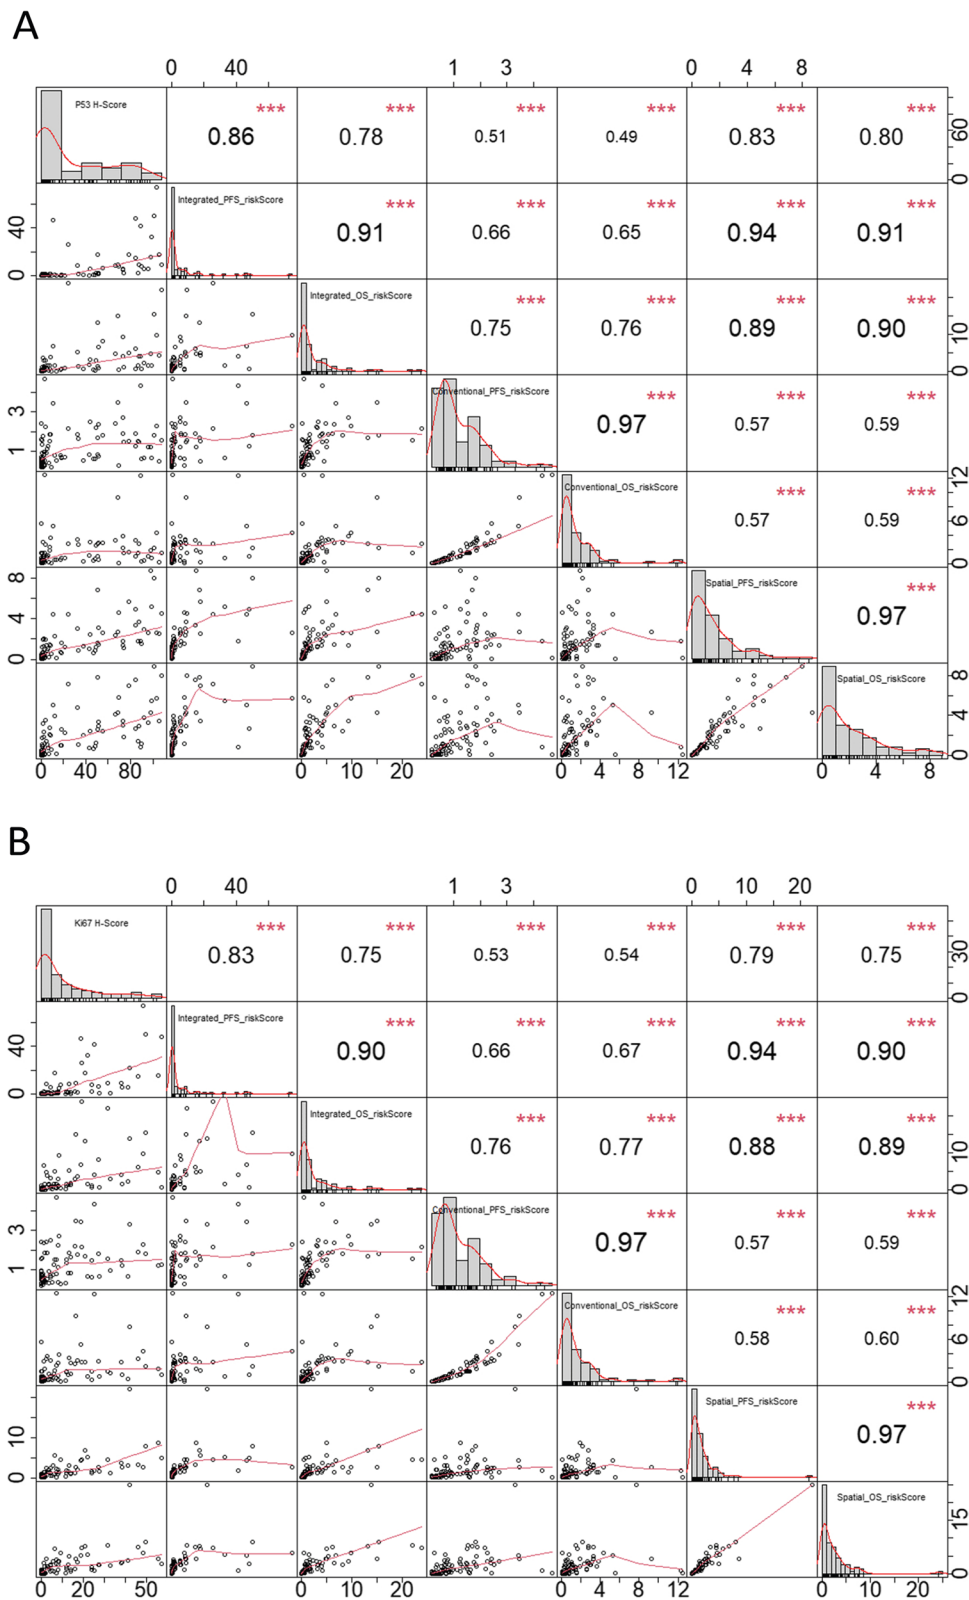 A
0 40 1 3 0 4 8
P53 H-Score
*** *** *** *** *** ***
0.86 0.78 0.51 0.49 0.83 0.80
0 60
Integrated_PFS_riskScore
*** *** *** *** ***
0.91 0.66 0.65 0.94 0.91
0 40
Integrated_OS_riskScore
*** *** *** ***
0.75 0.76 0.89 0.90
0 10
Conventional_PFS_riskScore
*** *** ***
0.97 0.57 0.59
1 3
Conventional_OS_riskScore
*** ***
0.57 0.59
0 6 12
Spatial_PFS_riskScore
***
0.97
0 4 8
Spatial_OS_riskScore
0 4 8
0 40 80 0 10 20 0 4 8 12 0 4 8
B
0 40 1 3 0 10 20
Ki67 H-Score
*** *** *** *** *** ***
0.83 0.75 0.53 0.54 0.79 0.75
0 30
Integrated_PFS_riskScore
*** *** *** *** ***
0.90 0.66 0.67 0.94 0.90
0 40
Integrated_OS_riskScore
*** *** *** ***
0.76 0.77 0.88 0.89
0 10
Conventional_PFS_riskScore
*** *** ***
0.97 0.57 0.59
1 3
Conventional_OS_riskScore
*** ***
0.58 0.60
0 6 12
Spatial_PFS_riskScore
***
0.97
0 10
Spatial_OS_riskScore
0 15
0 20 50 0 10 20 0 4 8 12 0 10 20